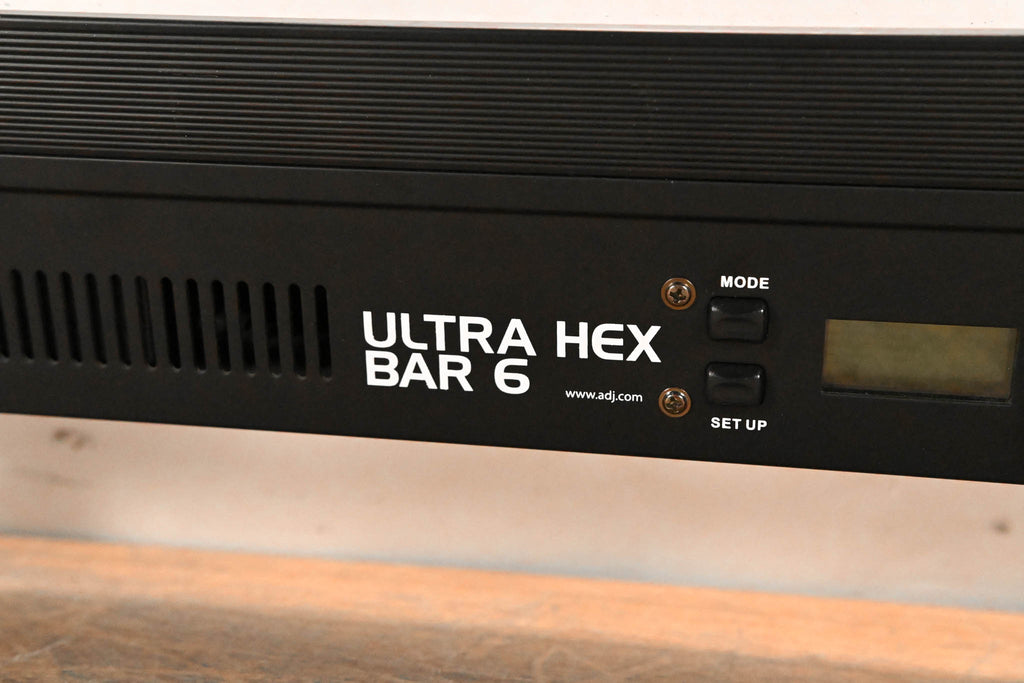 MODE
ULTRA HEX
BAR 6
www.adj.com
SET UP